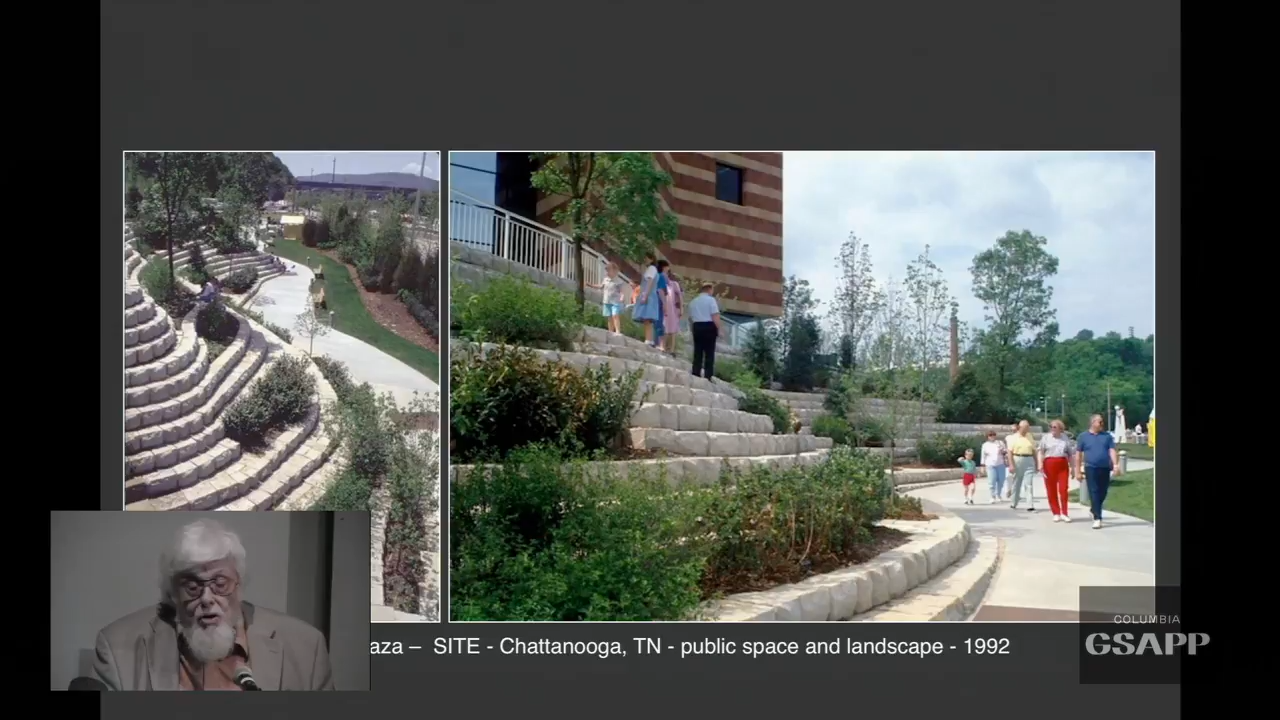 aza – SITE - Chattanooga, TN - public space and landscape - 1992
COLUMBIA
GSAPP